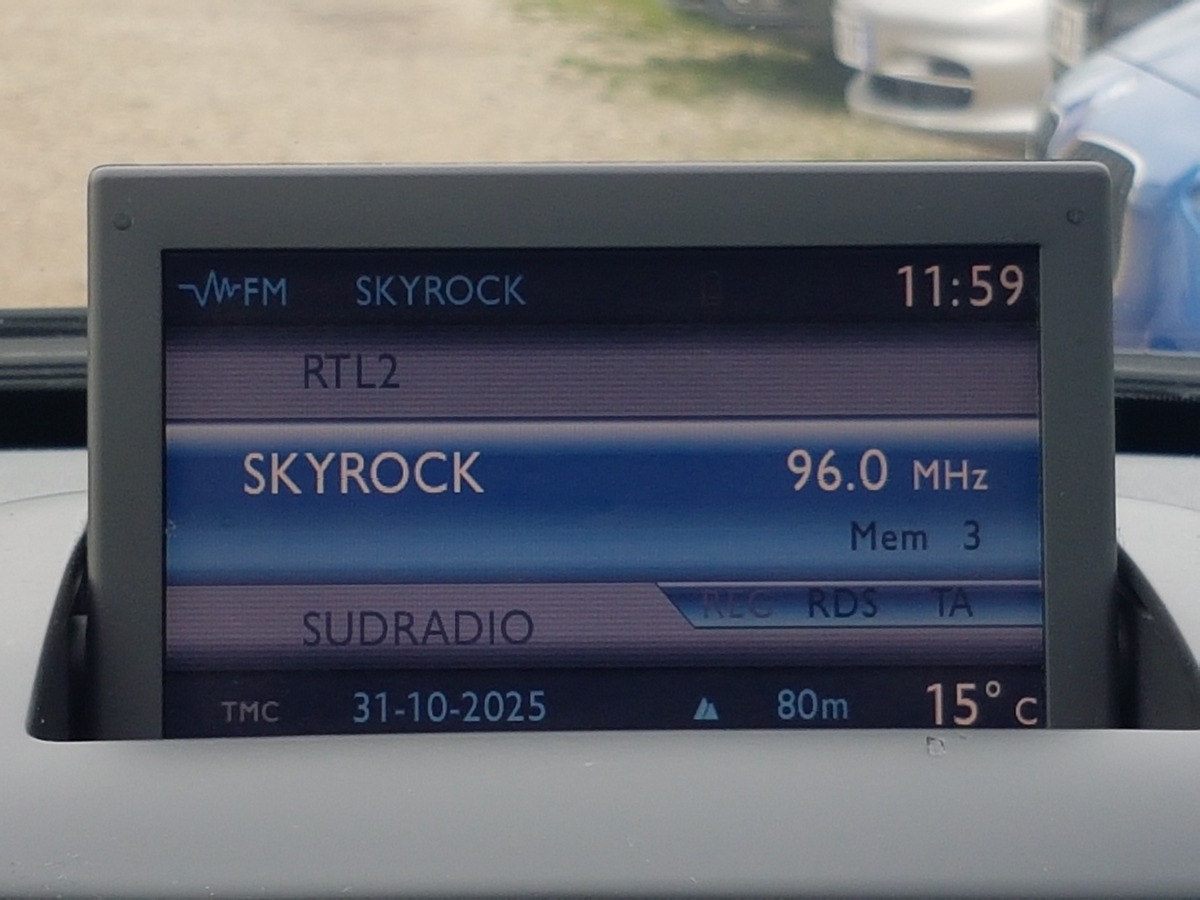 FM SKYROCK 11:59
RTL2
SKYROCK 96.0 MHz
Mem 3
REG RDS TA
SUDRADIO
TMC 31-10-2025 80m 15° C